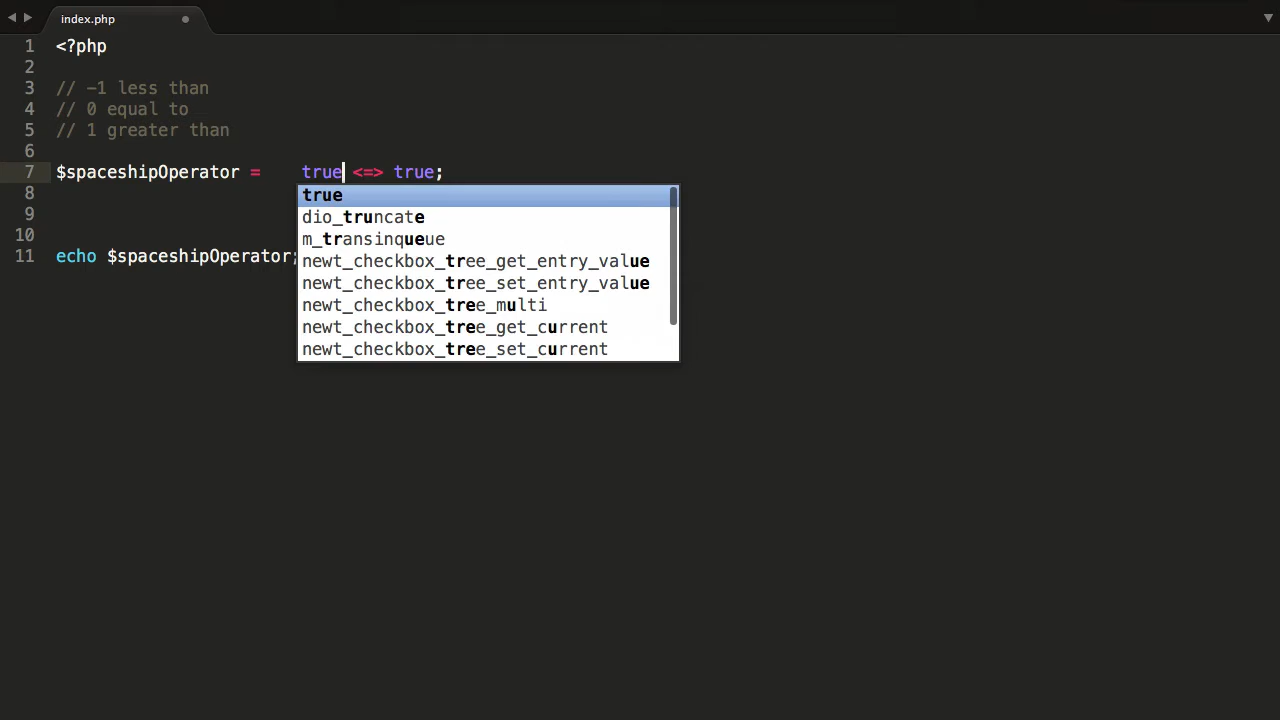 index.php
1 <?php
2
3 // -1 less than
4 // 0 equal to
5 // 1 greater than
6
7 $spaceshipOperator =    true <=> true;
8 true
dio_truncate
9 m_transinqueue
10 newt_checkbox_tree_get_entry_value
11 echo $spaceshipOperator;
newt_checkbox_tree_set_entry_value
newt_checkbox_tree_multi
newt_checkbox_tree_get_current
newt_checkbox_tree_set_current